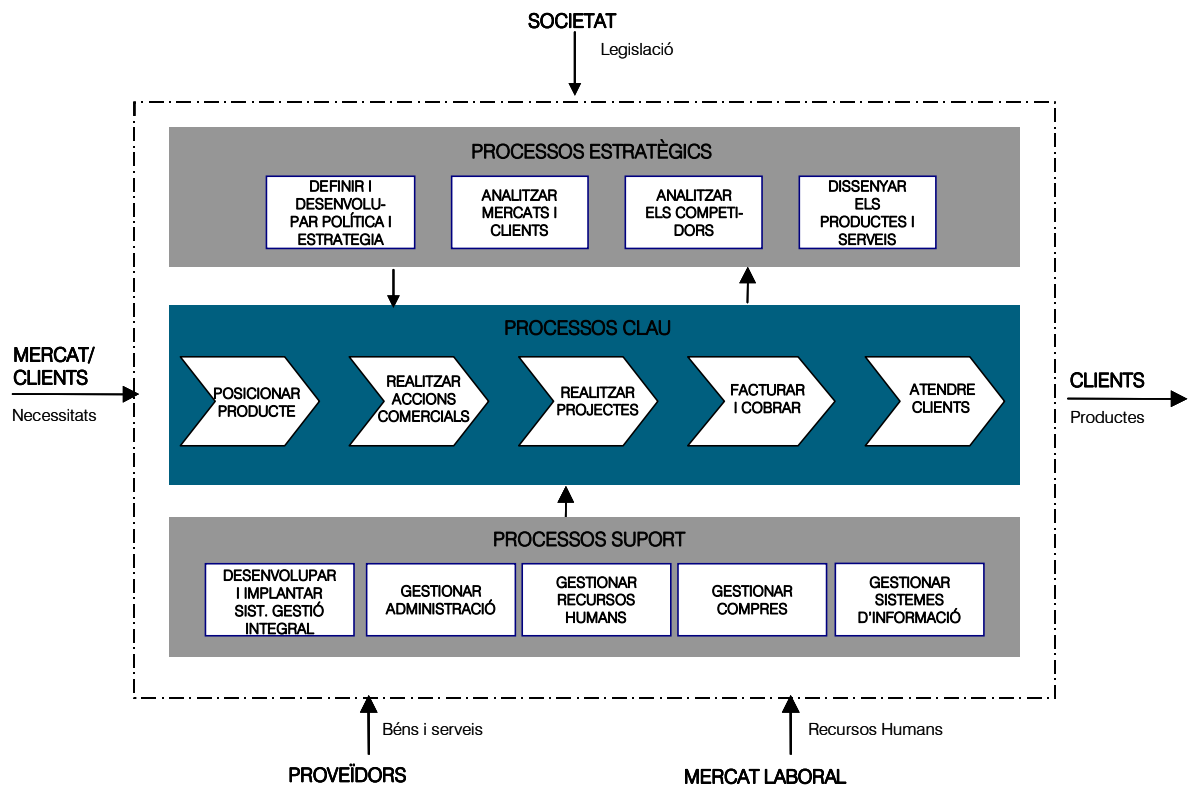 SOCIETAT
Legislació
PROCESSOS ESTRATÈGICS
DEFINIR I
DESENVOLU-
PAR POLÍTICA I
ESTRATEGIA
ANALITZAR
MERCATS I
CLIENTS
ANALITZAR
ELS COMPETI-
DORS
DISSENYAR
ELS
PRODUCTES I
SERVEIS
MERCAT/
CLIENTS
Necessitats
PROCESSOS CLAU
POSICIONAR
PRODUCTE
REALITZAR
ACCIONS
COMERCIALS
REALITZAR
PROJECTES
FACTURAR
I COBRAR
ATENDRE
CLIENTS
CLIENTS
Productes
PROCESSOS SUPORT
DESENVOLUPAR
I IMPLANTAR
SIST. GESTIÓ
INTEGRAL
GESTIONAR
ADMINISTRACIÓ
GESTIONAR
RECURSOS
HUMANS
GESTIONAR
COMPRES
GESTIONAR
SISTEMES
D'INFORMACIÓ
Béns i serveis
PROVEÏDORS
Recursos Humans
MERCAT LABORAL